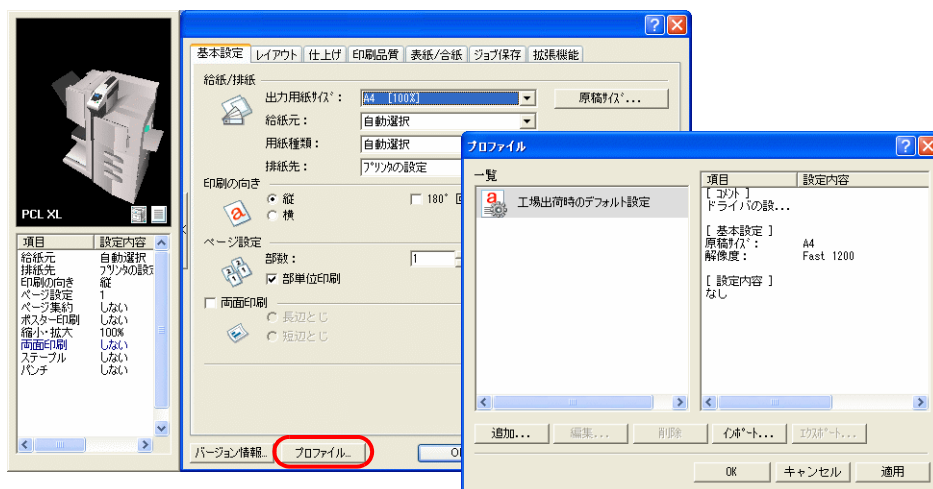 PCL XL
項目 設定内容
給紙元 自動選択
排紙先 プリンタの設定
印刷の向き 縦
ページ設定 1
ページ集約 しない
ポスター印刷 しない
縮小・拡大 100%
両面印刷 しない
ステープル しない
パンチ しない
基本設定 レイアウト 仕上げ 印刷品質 表紙/合紙 ジョブ保存 拡張機能
給紙/排紙
出力用紙サイズ: A4 [100%] 原稿サイズ...
給紙元: 自動選択
用紙種類: 自動選択
排紙先: プリンタの設定
印刷の向き
縦 180°
横
ページ設定
部数: 1
部単位印刷
両面印刷
長辺とじ
短辺とじ
バージョン情報... プロファイル...
プロファイル
一覧
工場出荷時のデフォルト設定
項目 設定内容
[ コメント ]
ドライバの設...
[ 基本設定 ]
原稿サイズ: A4
解像度: Fast 1200
[ 設定内容 ]
なし
追加... 編集... 削除 インポート... エクスポート...
OK キャンセル 適用